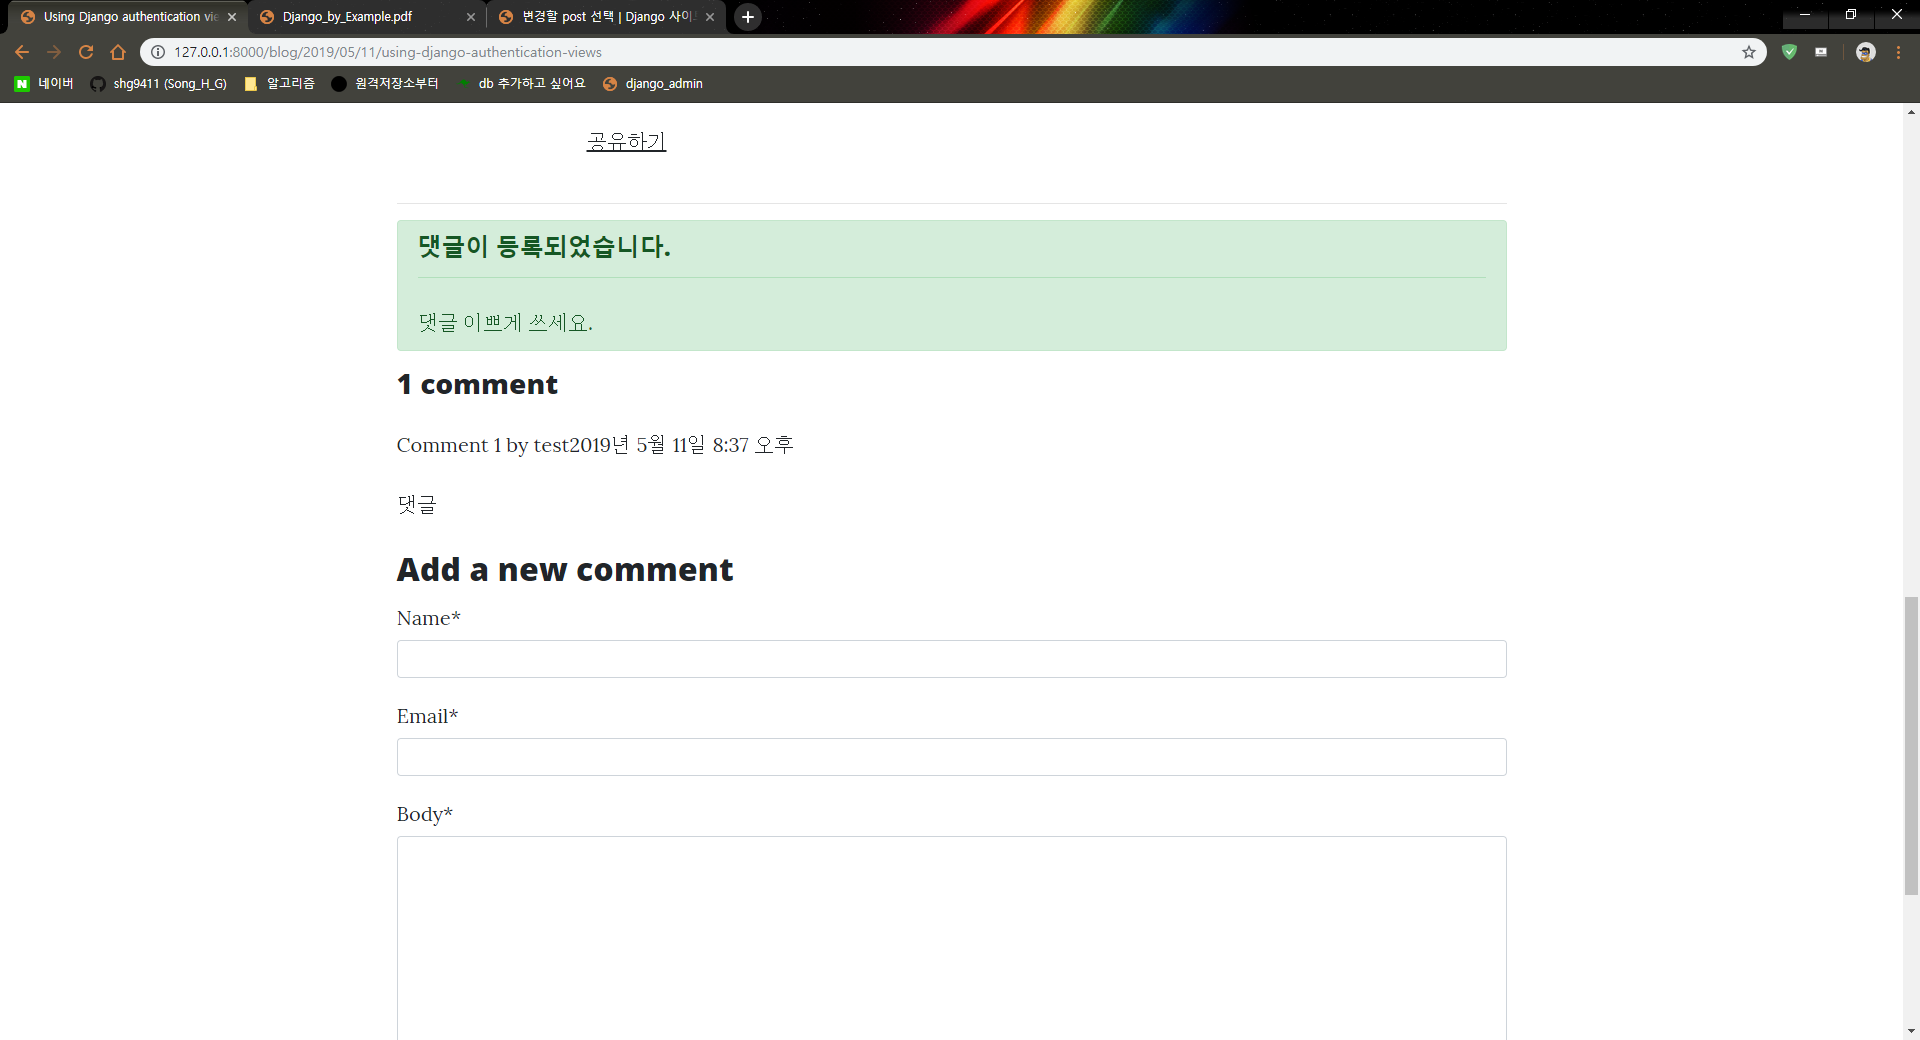 Using Django authentication vie
Django_by_Example.pdf
변경할 post 선택 | Django 사이
127.0.0.1:8000/blog/2019/05/11/using-django-authentication-views
네이버
shg9411 (Song_H_G)
알고리즘
원격저장소부터
db 추가하고 싶어요
django_admin
공유하기
댓글이 등록되었습니다.
댓글 이쁘게 쓰세요.
1 comment
Comment 1 by test2019년 5월 11일 8:37 오후
댓글
Add a new comment
Name*
Email*
Body*